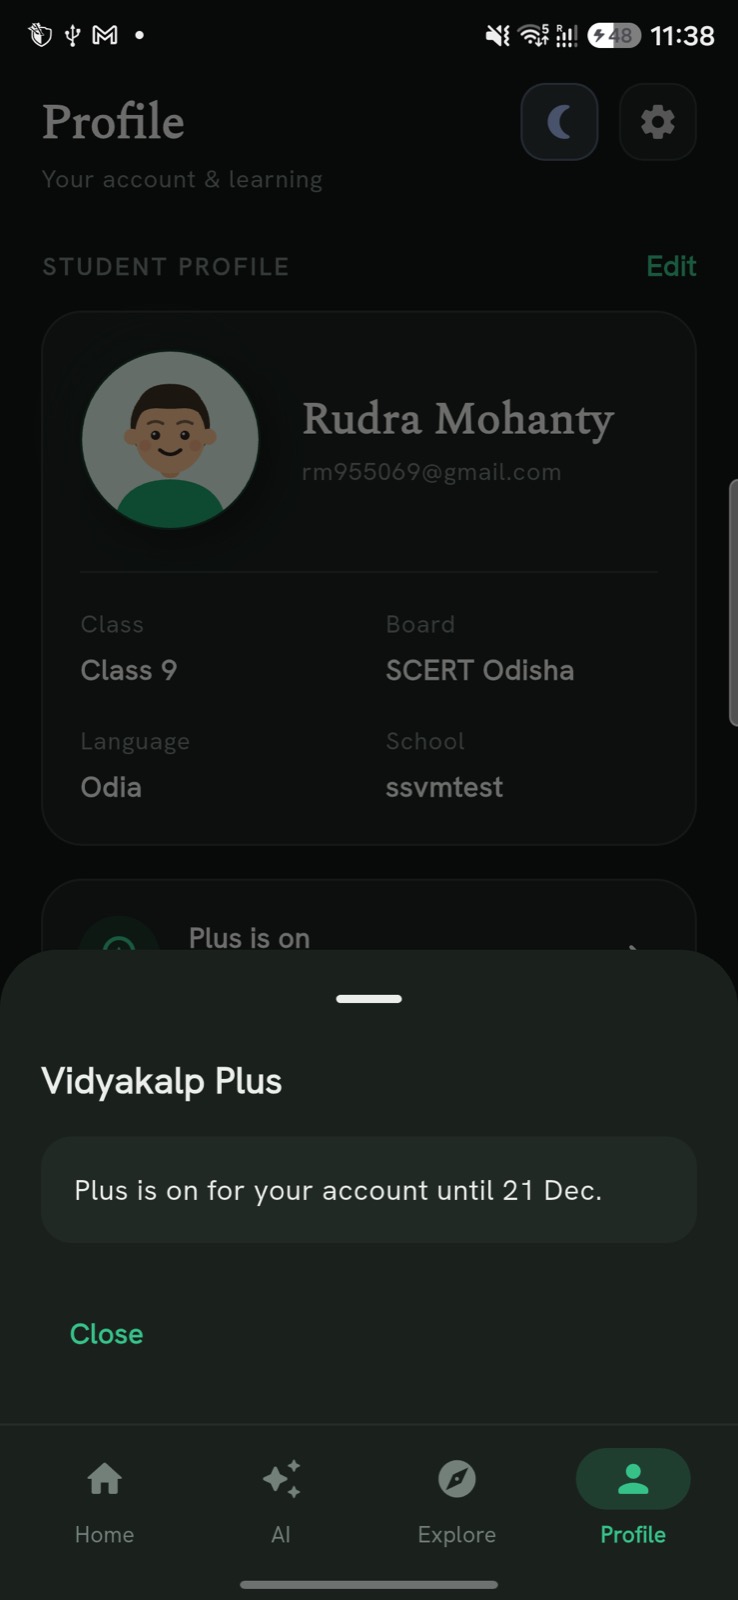 48 11:38
Profile
Your account & learning
STUDENT PROFILE Edit
Rudra Mohanty
rm955069@gmail.com
Class Board
Class 9 SCERT Odisha
Language School
Odia ssvmtest
Plus is on
Vidyakalp Plus
Plus is on for your account until 21 Dec.
Close
Home AI Explore Profile